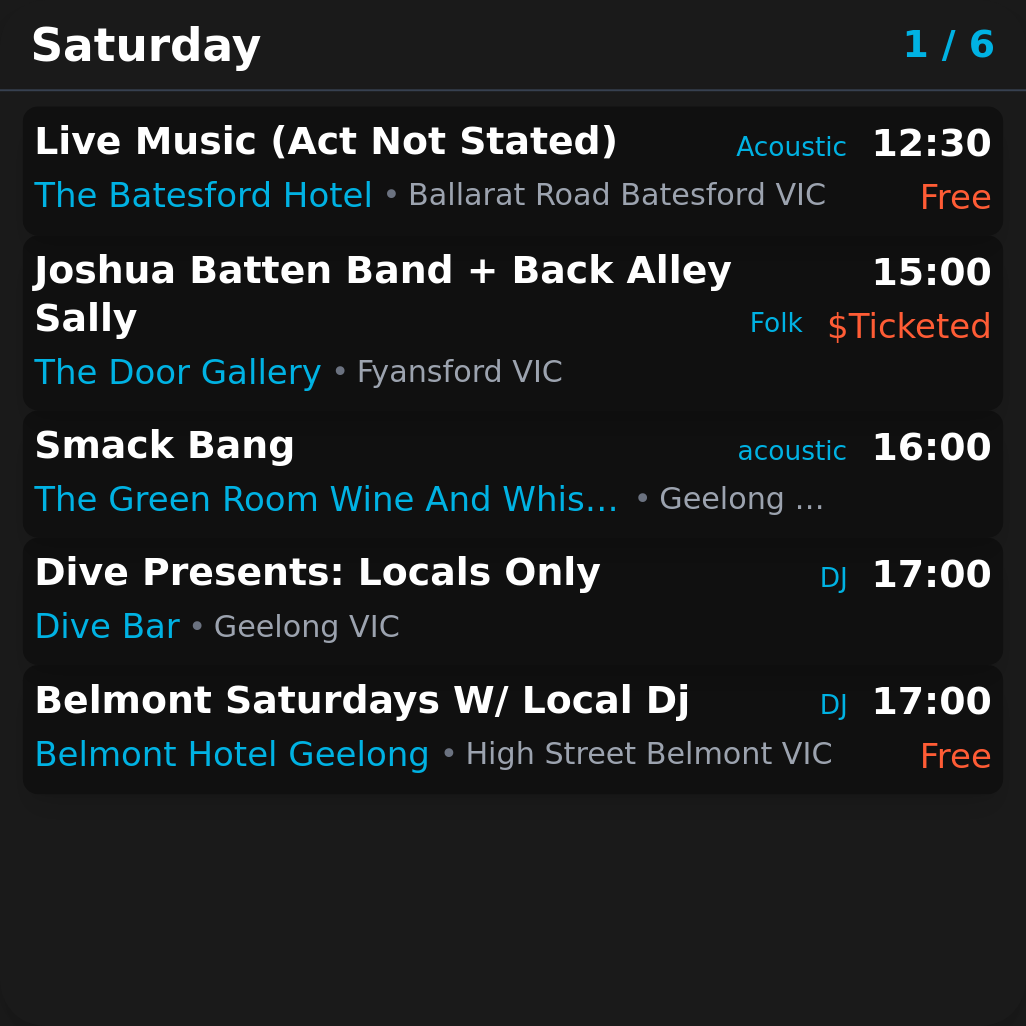 Saturday 1 / 6
Live Music (Act Not Stated) Acoustic 12:30
The Batesford Hotel • Ballarat Road Batesford VIC Free
Joshua Batten Band + Back Alley 15:00
Sally Folk $Ticketed
The Door Gallery • Fyansford VIC
Smack Bang acoustic 16:00
The Green Room Wine And Whis... • Geelong ...
Dive Presents: Locals Only DJ 17:00
Dive Bar • Geelong VIC
Belmont Saturdays W/ Local Dj DJ 17:00
Belmont Hotel Geelong • High Street Belmont VIC Free